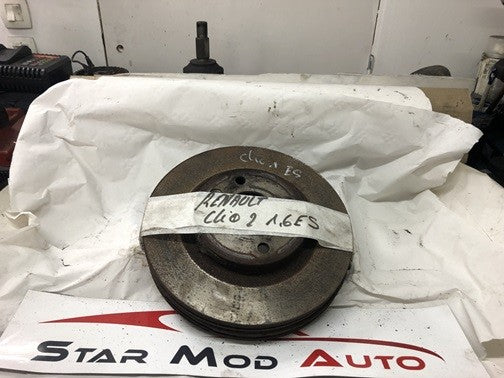 Clio ES
RENAULT
Clio 2 1.6ES
STAR MOD AUTO